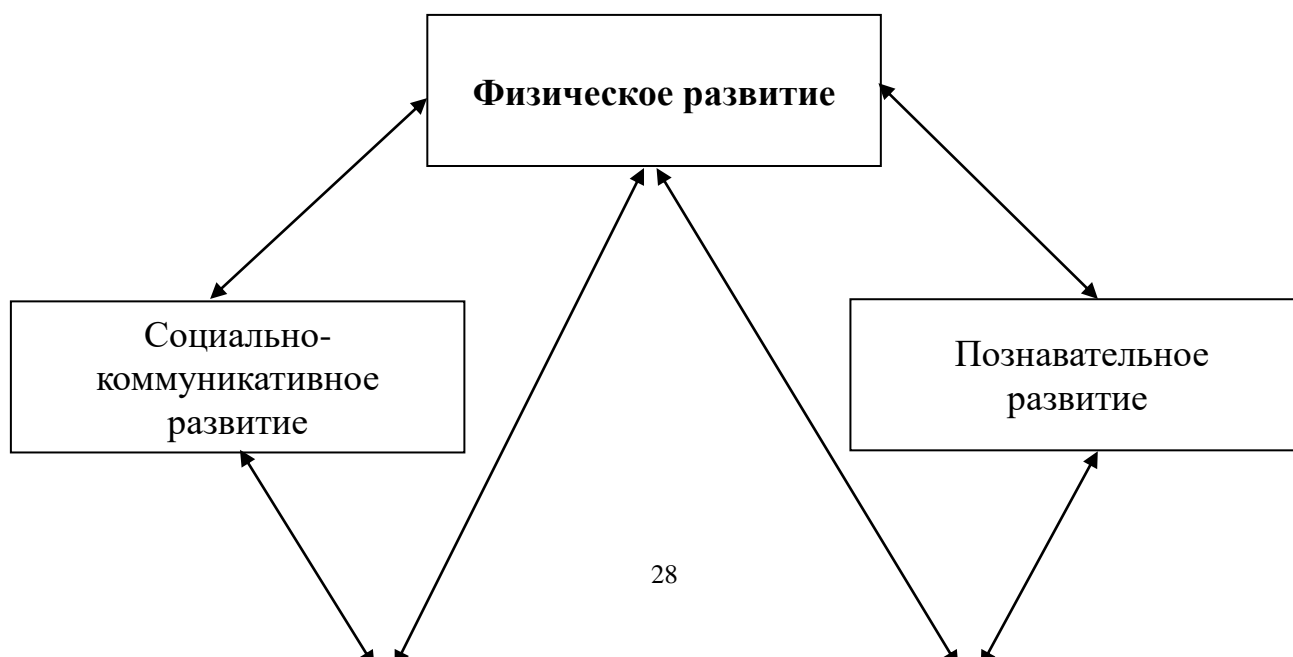 Физическое развитие
Социально-
коммуникативное
развитие
Познавательное
развитие
28